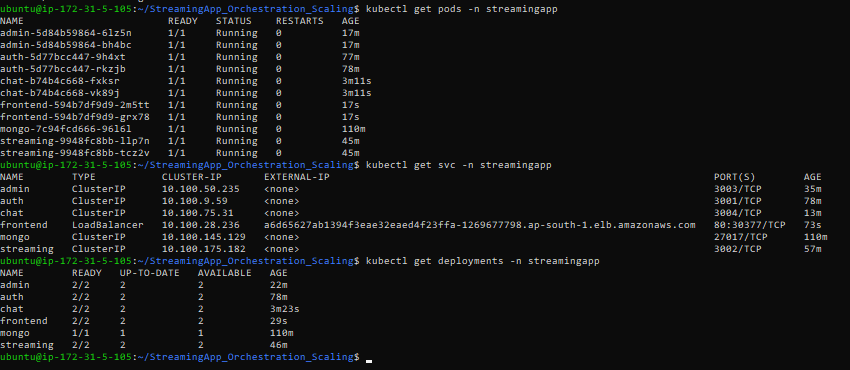 ubuntu@ip-172-31-5-105:~/StreamingApp_Orchestration_Scaling$ kubectl get pods -n streamingapp
NAME READY STATUS RESTARTS AGE
admin-5d84b59864-6lz5n 1/1 Running 0 17m
admin-5d84b59864-bh4bc 1/1 Running 0 17m
auth-5d77bcc447-9h4xt 1/1 Running 0 77m
auth-5d77bcc447-rkzjb 1/1 Running 0 78m
chat-b74b4c668-fxksr 1/1 Running 0 3m11s
chat-b74b4c668-vk89j 1/1 Running 0 3m11s
frontend-594b7df9d9-2m5tt 1/1 Running 0 17s
frontend-594b7df9d9-grx78 1/1 Running 0 17s
mongo-7c94fcd666-96l6l 1/1 Running 0 110m
streaming-9948fc8bb-llp7n 1/1 Running 0 45m
streaming-9948fc8bb-tcz2v 1/1 Running 0 45m
ubuntu@ip-172-31-5-105:~/StreamingApp_Orchestration_Scaling$ kubectl get svc -n streamingapp
NAME TYPE CLUSTER-IP EXTERNAL-IP PORT(S) AGE
admin ClusterIP 10.100.50.235 <none> 3003/TCP 35m
auth ClusterIP 10.100.9.59 <none> 3001/TCP 78m
chat ClusterIP 10.100.75.31 <none> 3004/TCP 13m
frontend LoadBalancer 10.100.28.236 a6d65627ab1394f3eae32eaed4f23ffa-1269677798.ap-south-1.elb.amazonaws.com 80:30377/TCP 73s
mongo ClusterIP 10.100.145.129 <none> 27017/TCP 110m
streaming ClusterIP 10.100.175.182 <none> 3002/TCP 57m
ubuntu@ip-172-31-5-105:~/StreamingApp_Orchestration_Scaling$ kubectl get deployments -n streamingapp
NAME READY UP-TO-DATE AVAILABLE AGE
admin 2/2 2 2 22m
auth 2/2 2 2 78m
chat 2/2 2 2 3m23s
frontend 2/2 2 2 29s
mongo 1/1 1 1 110m
streaming 2/2 2 2 46m
ubuntu@ip-172-31-5-105:~/StreamingApp_Orchestration_Scaling$